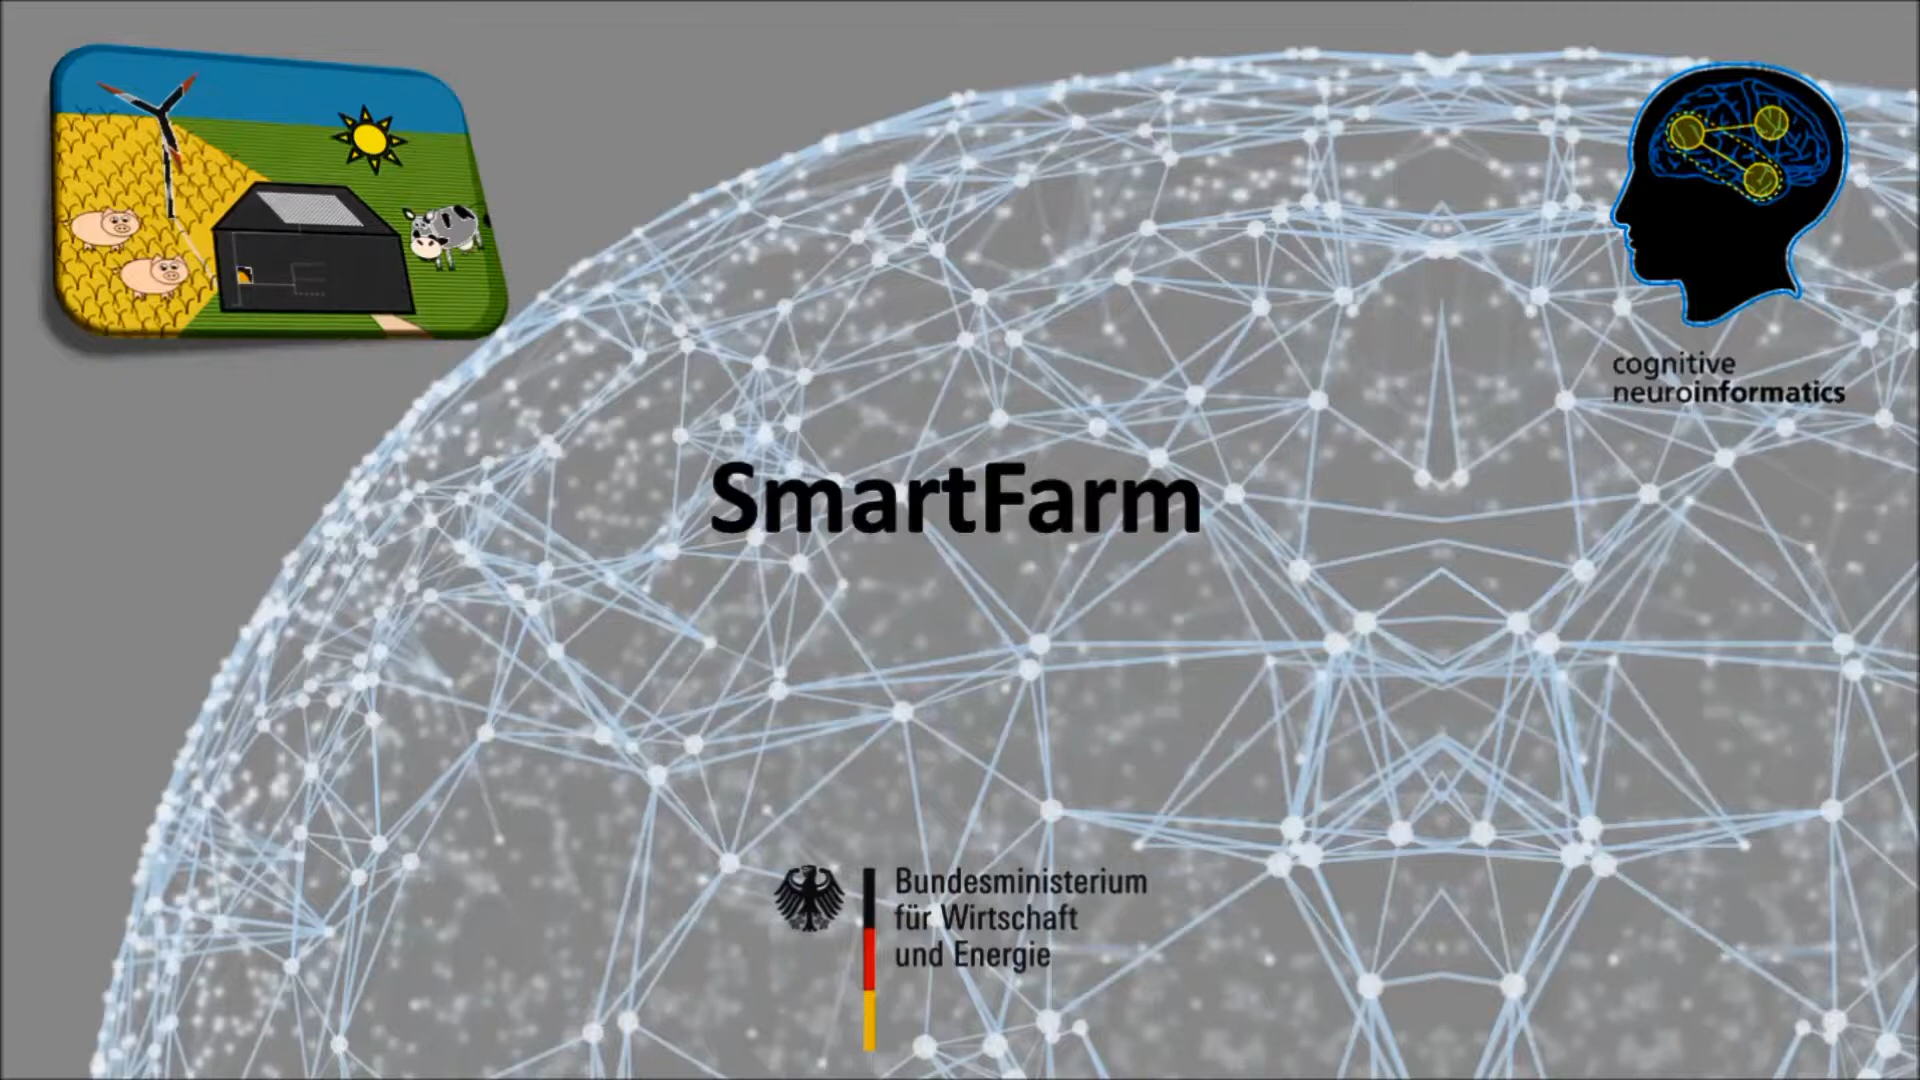 cognitive
neuroinformatics
SmartFarm
Bundesministerium
für Wirtschaft
und Energie